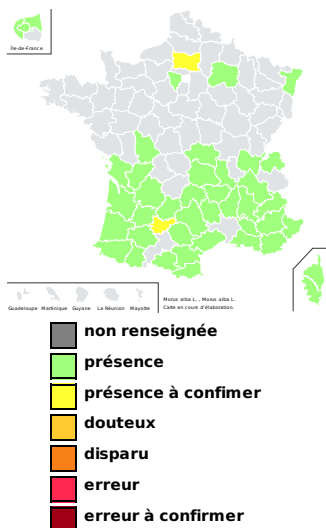 Île-de-France
Morus alba L. , Morus alba L.
Carte en cours d'élaboration.
Guadeloupe Martinique Guyane La Réunion Mayotte
non renseignée
présence
présence à confimer
douteux
disparu
erreur
erreur à confirmer